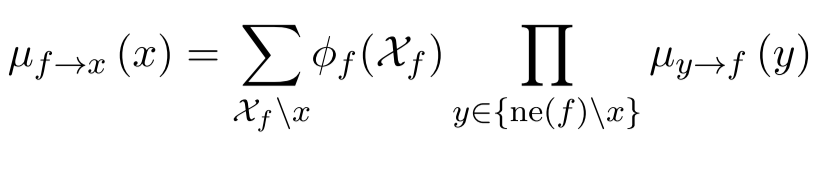 μ_{f→x} (x) = ∑_{𝒳_f\x} ϕ_f(𝒳_f) ∏_{y∈{ne(f)\x}} μ_{y→f} (y)